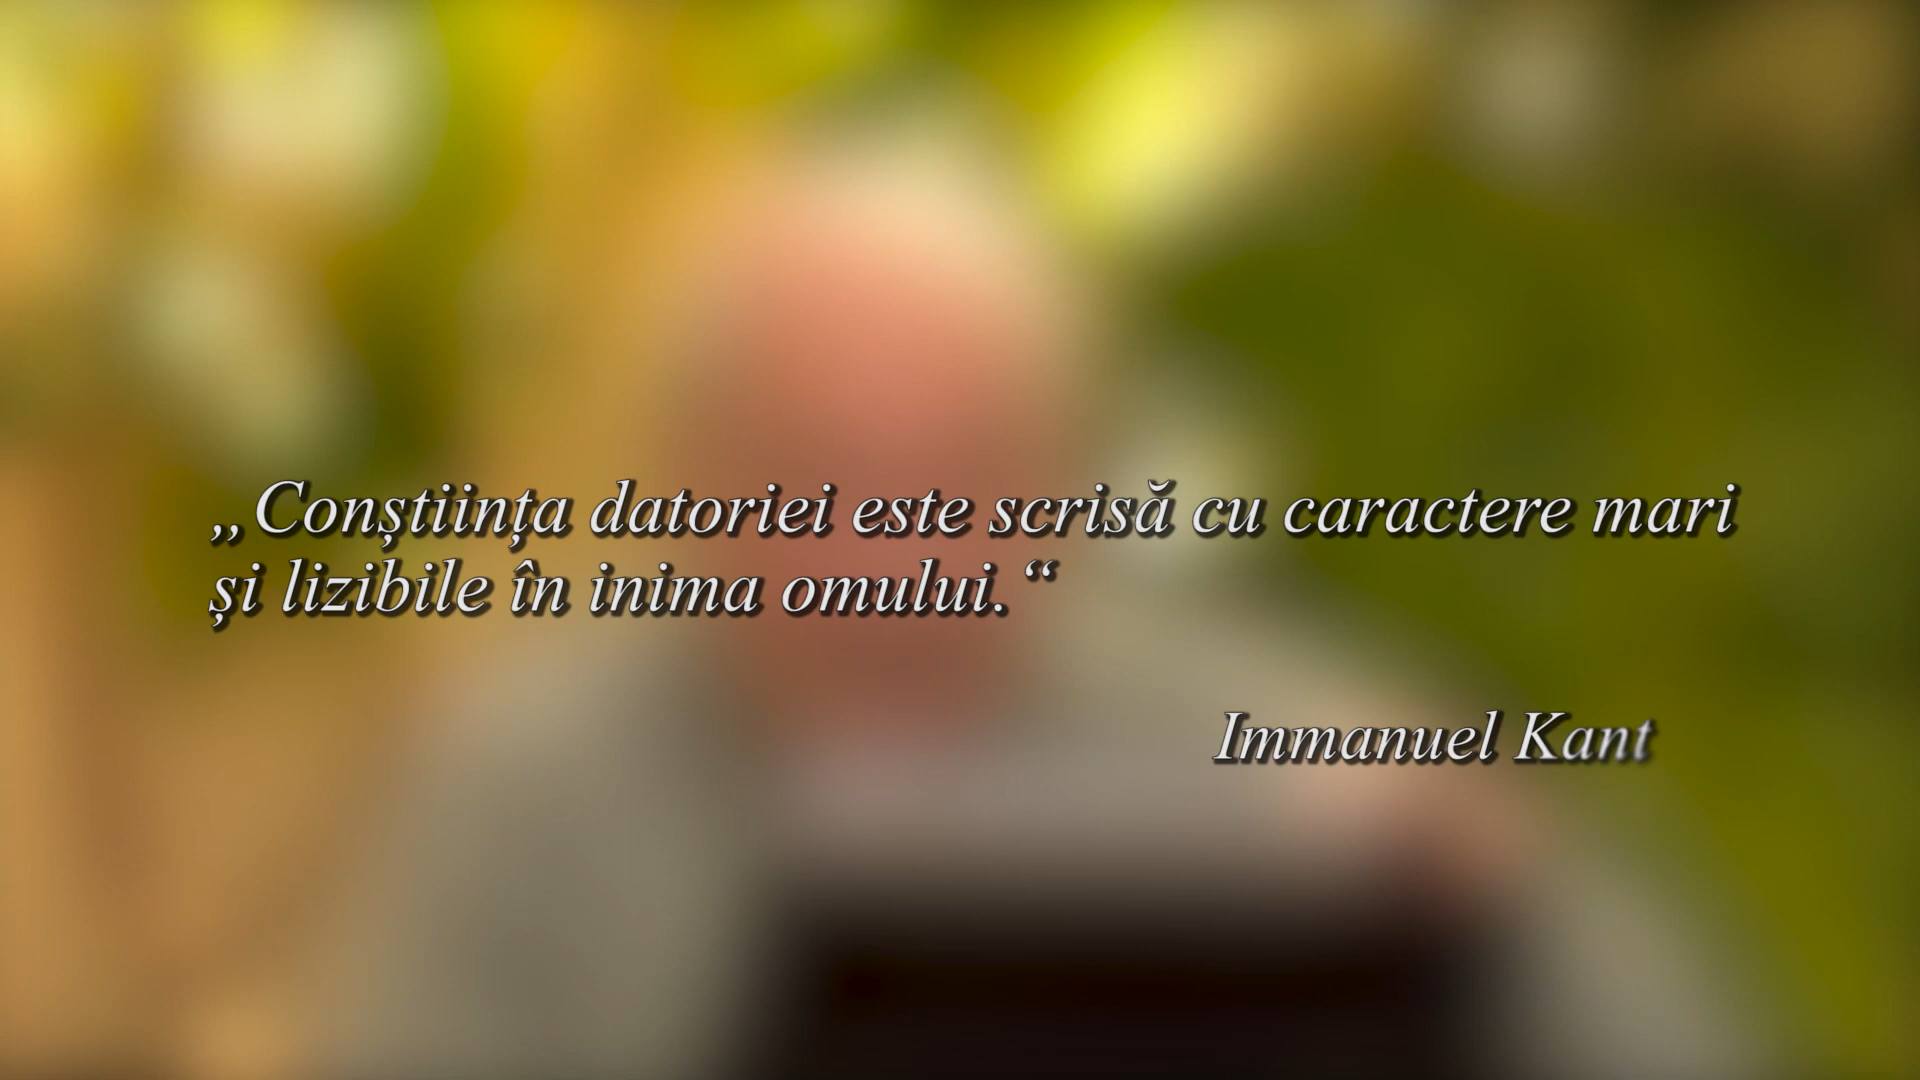 „Conștiința datoriei este scrisă cu caractere mari
și lizibile în inima omului.“
Immanuel Kant